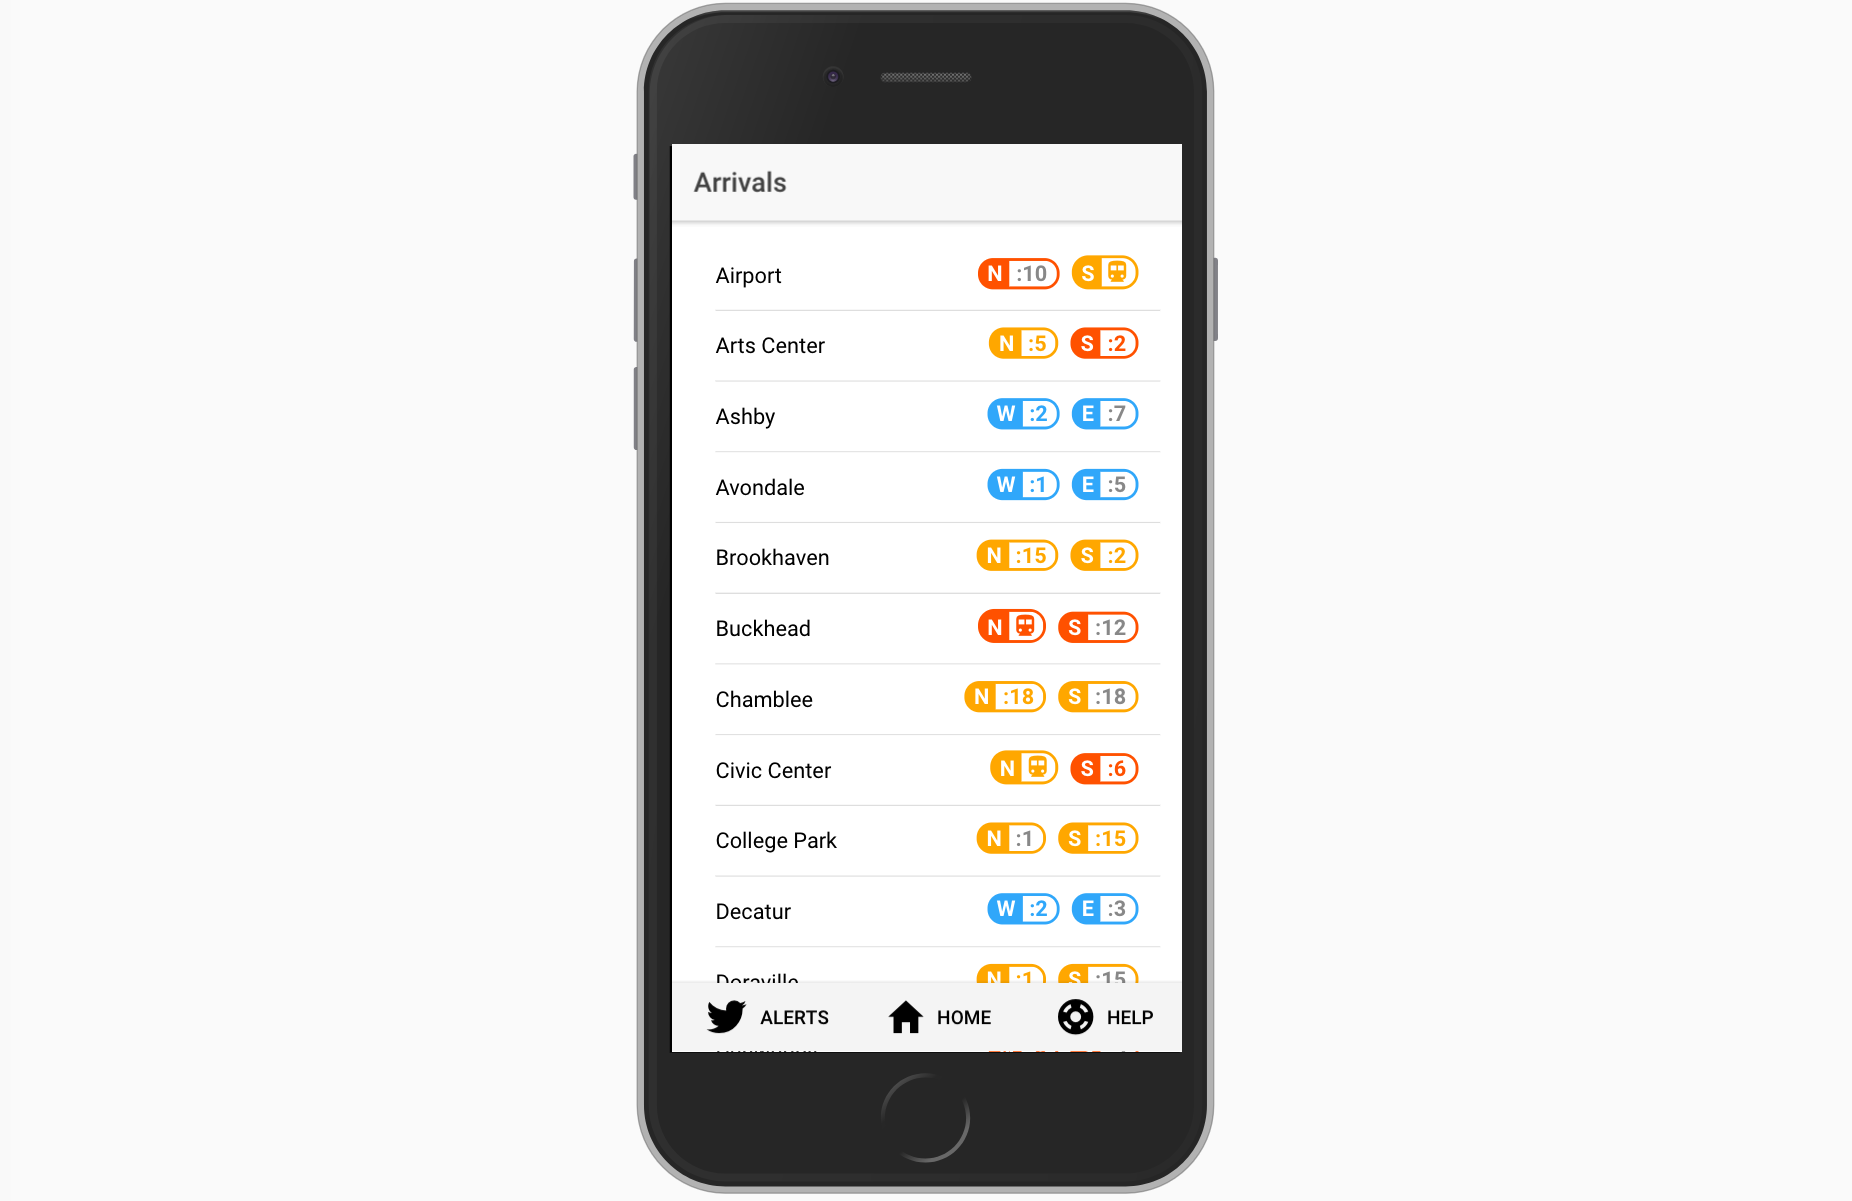 Arrivals
Airport N :10 S
Arts Center N :5 S :2
Ashby W :2 E :7
Avondale W :1 E :5
Brookhaven N :15 S :2
Buckhead N S :12
Chamblee N :18 S :18
Civic Center N S :6
College Park N :1 S :15
Decatur W :2 E :3
Doraville N :1 S :15
ALERTS HOME HELP